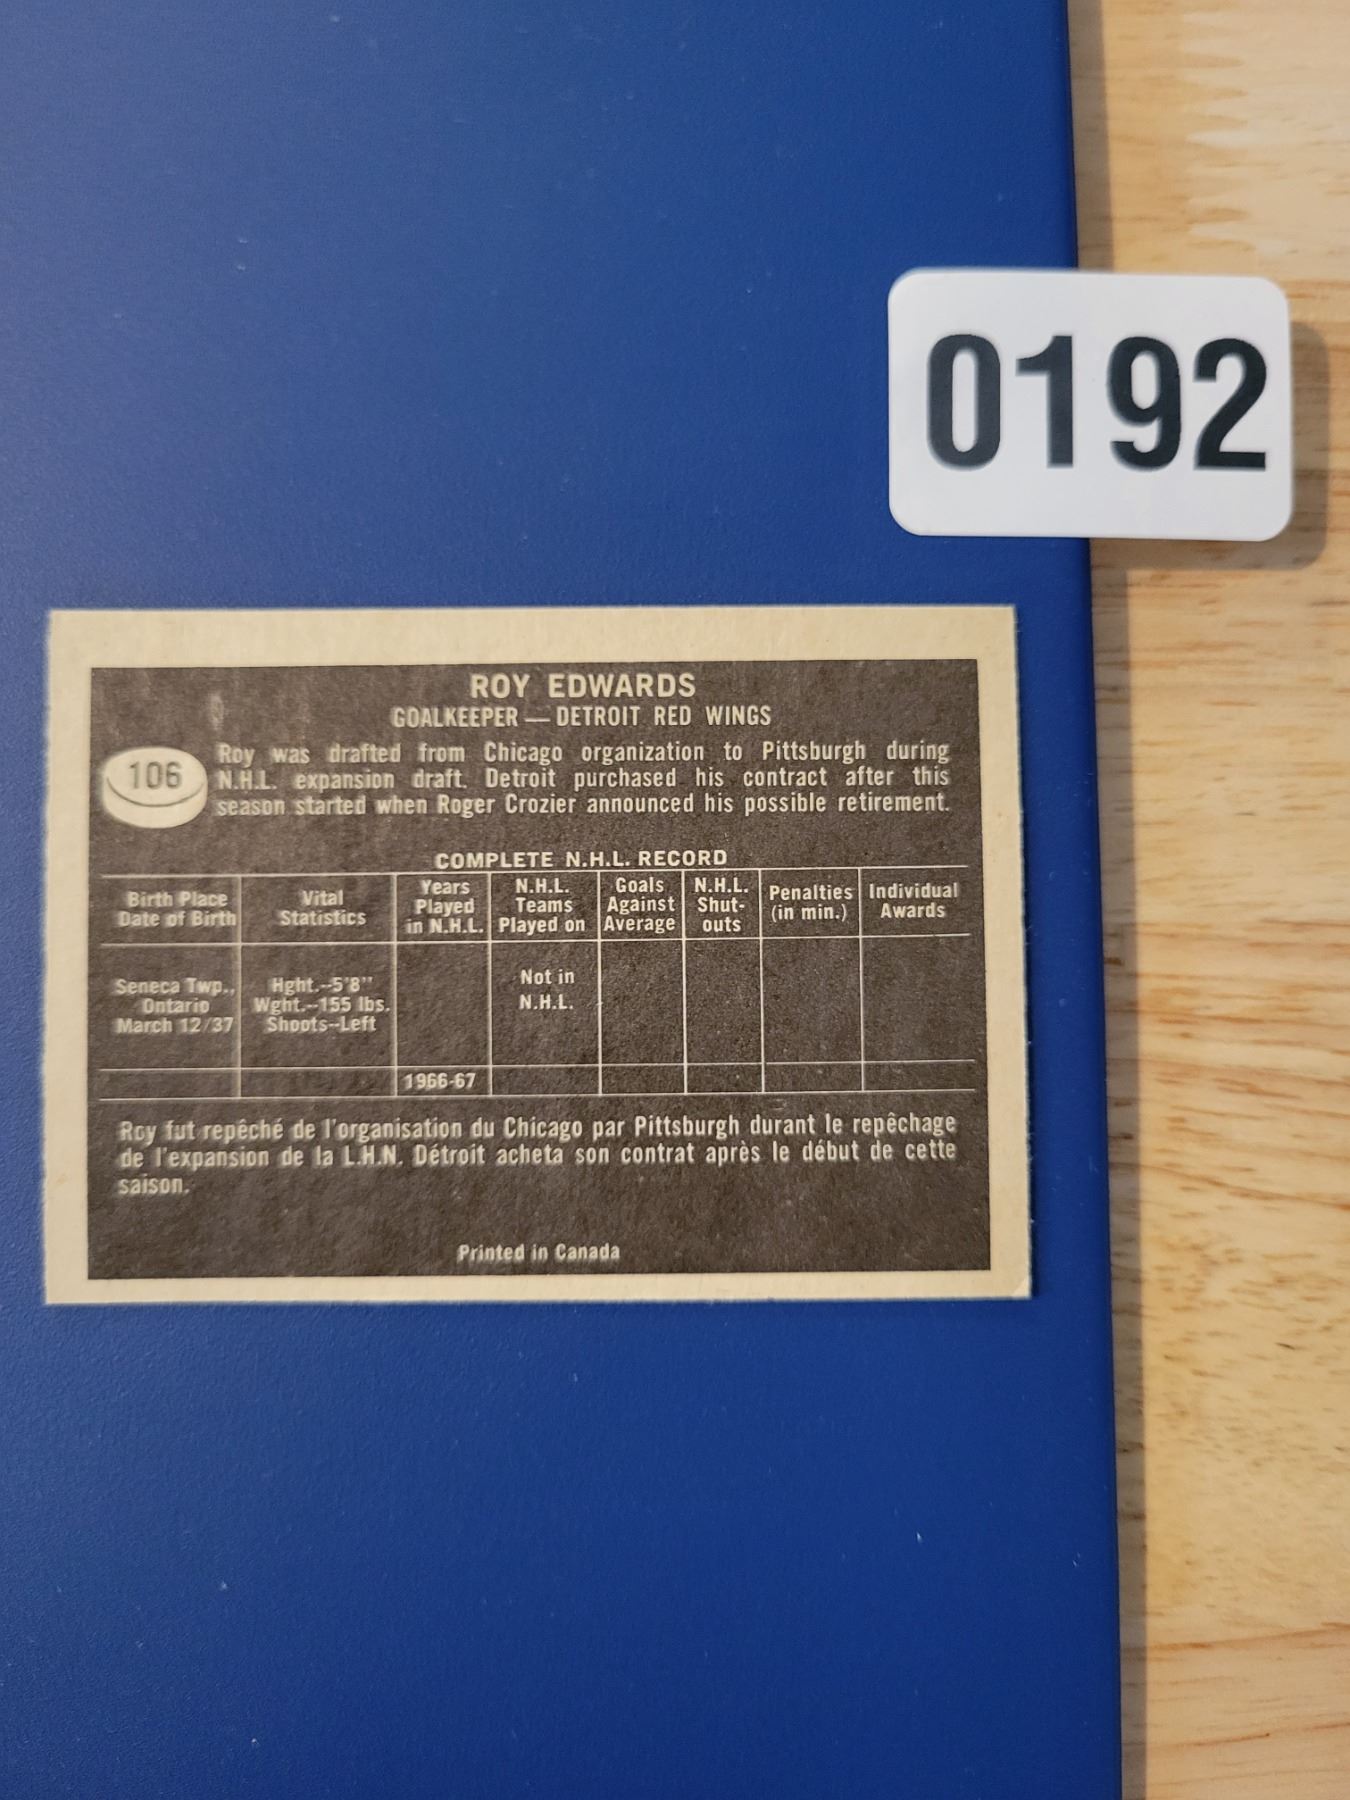 0192
ROY EDWARDS
GOALKEEPER — DETROIT RED WINGS
106
Roy was drafted from Chicago organization to Pittsburgh during
N.H.L. expansion draft. Detroit purchased his contract after this
season started when Roger Crozier announced his possible retirement.
COMPLETE N.H.L. RECORD
Birth Place
Date of Birth
Vital
Statistics
Years
Played
in N.H.L.
N.H.L.
Teams
Played on
Goals
Against
Average
N.H.L.
Shut-
outs
Penalties
(in min.)
Individual
Awards
Seneca Twp.,
Ontario
March 12/37
Hght.--5'8"
Wght.--155 lbs.
Shoots--Left
Not in
N.H.L.
1966-67
Roy fut repêché de l'organisation du Chicago par Pittsburgh durant le repêchage
de l'expansion de la L.H.N. Détroit acheta son contrat après le début de cette
saison.
Printed in Canada